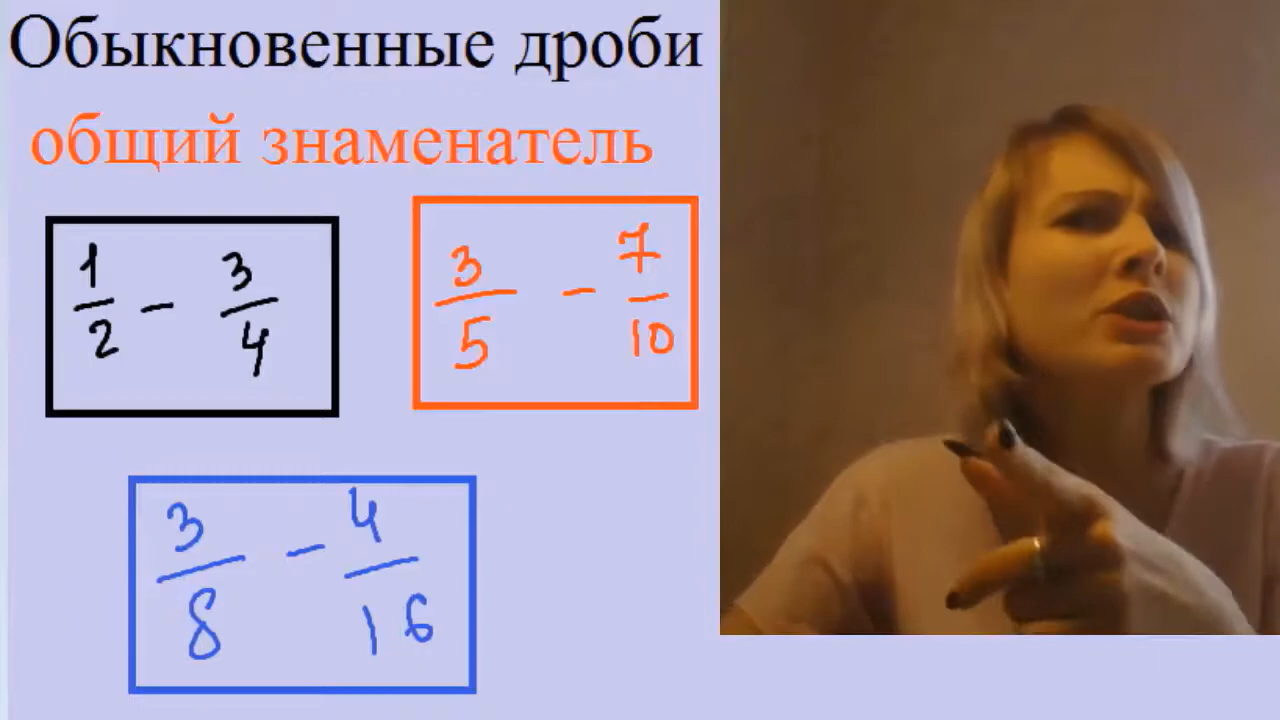 Обыкновенные дроби
общий знаменатель
1/2 - 3/4
3/5 - 7/10
3/8 - 4/16